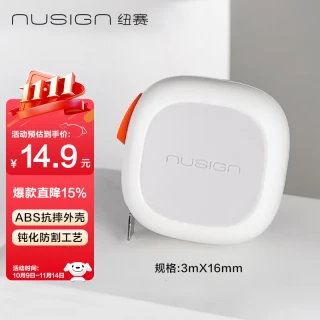 nusign 纽赛
11.11
活动预估到手价:
¥14.9元
爆款直降15%
ABS抗摔外壳
钝化防割工艺
活动时间:
10月9日-11月14日
nusign
规格:3mX16mm